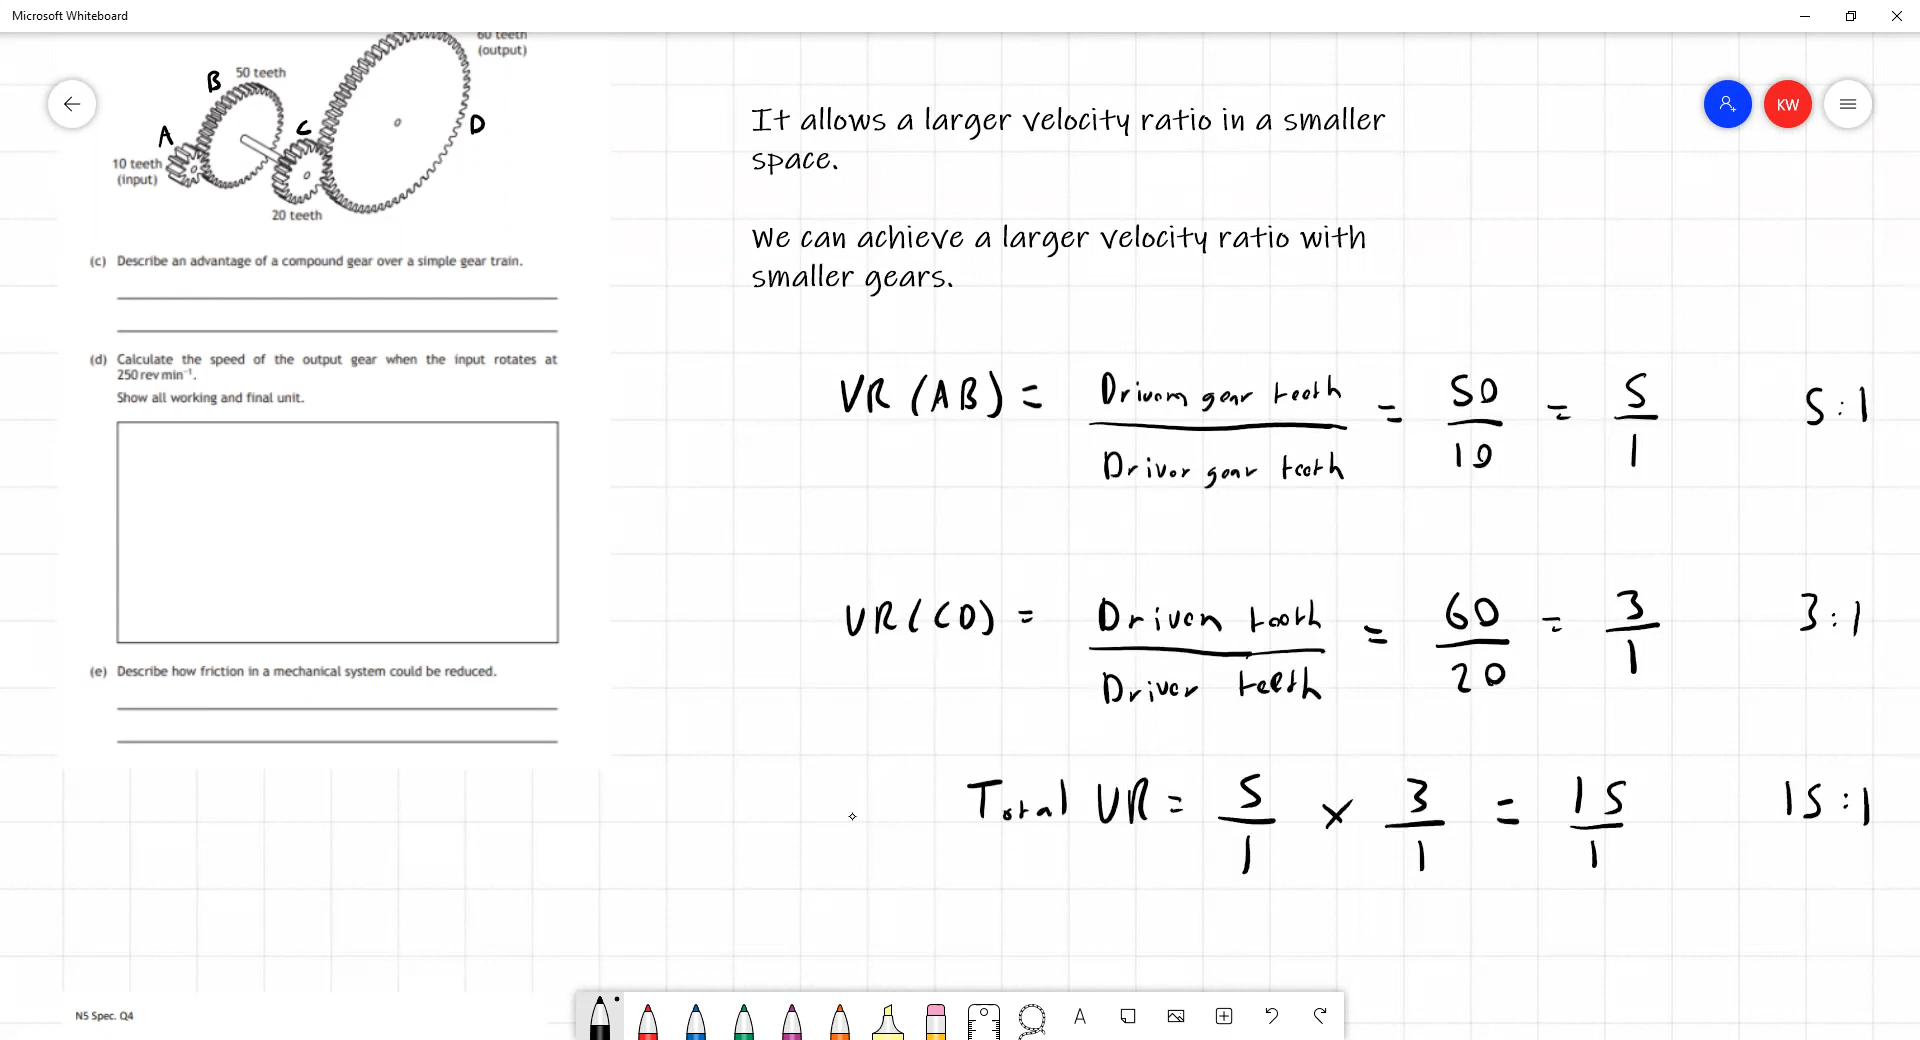 Microsoft Whiteboard
60 teeth
(output)
B 50 teeth
A
C
D
10 teeth
(input)
20 teeth
(c) Describe an advantage of a compound gear over a simple gear train.
(d) Calculate the speed of the output gear when the input rotates at
250 rev min⁻¹.
Show all working and final unit.
(e) Describe how friction in a mechanical system could be reduced.
N5 Spec. Q4
KW
It allows a larger velocity ratio in a smaller
space.
We can achieve a larger velocity ratio with
smaller gears.
VR (AB) = Driven gear teeth / Driver gear teeth = 50 / 10 = 5 / 1 5 : 1
VR (CD) = Driven teeth / Driver teeth = 60 / 20 = 3 / 1 3 : 1
Total VR = 5 / 1 × 3 / 1 = 15 / 1 15 : 1
A